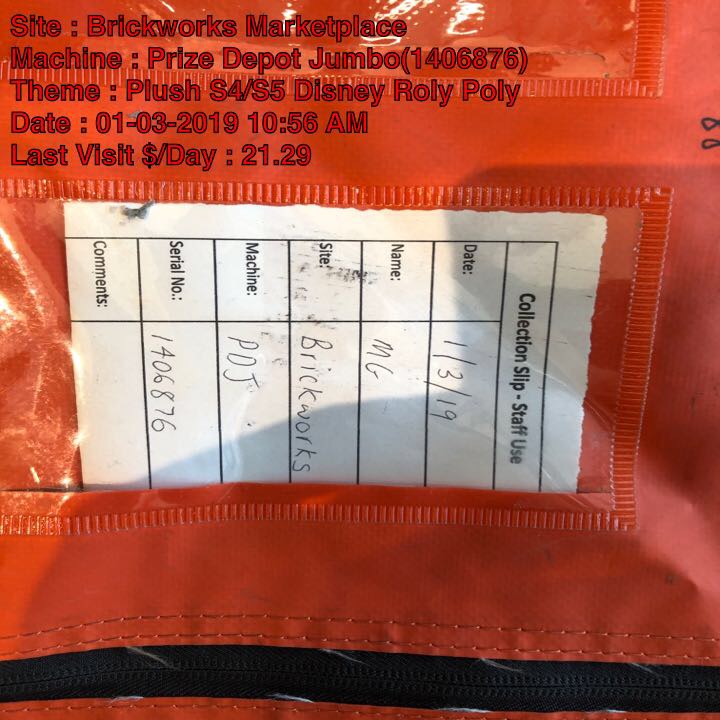 Site : Brickworks Marketplace
Machine : Prize Depot Jumbo(1406876)
Theme : Plush S4/S5 Disney Roly Poly
Date : 01-03-2019 10:56 AM
Last Visit $/Day : 21.29
Collection Slip - Staff Use
Date: 1/3/19
Name: MG
Site: Brickworks
Machine: PDJ
Serial No.: 1406876
Comments: